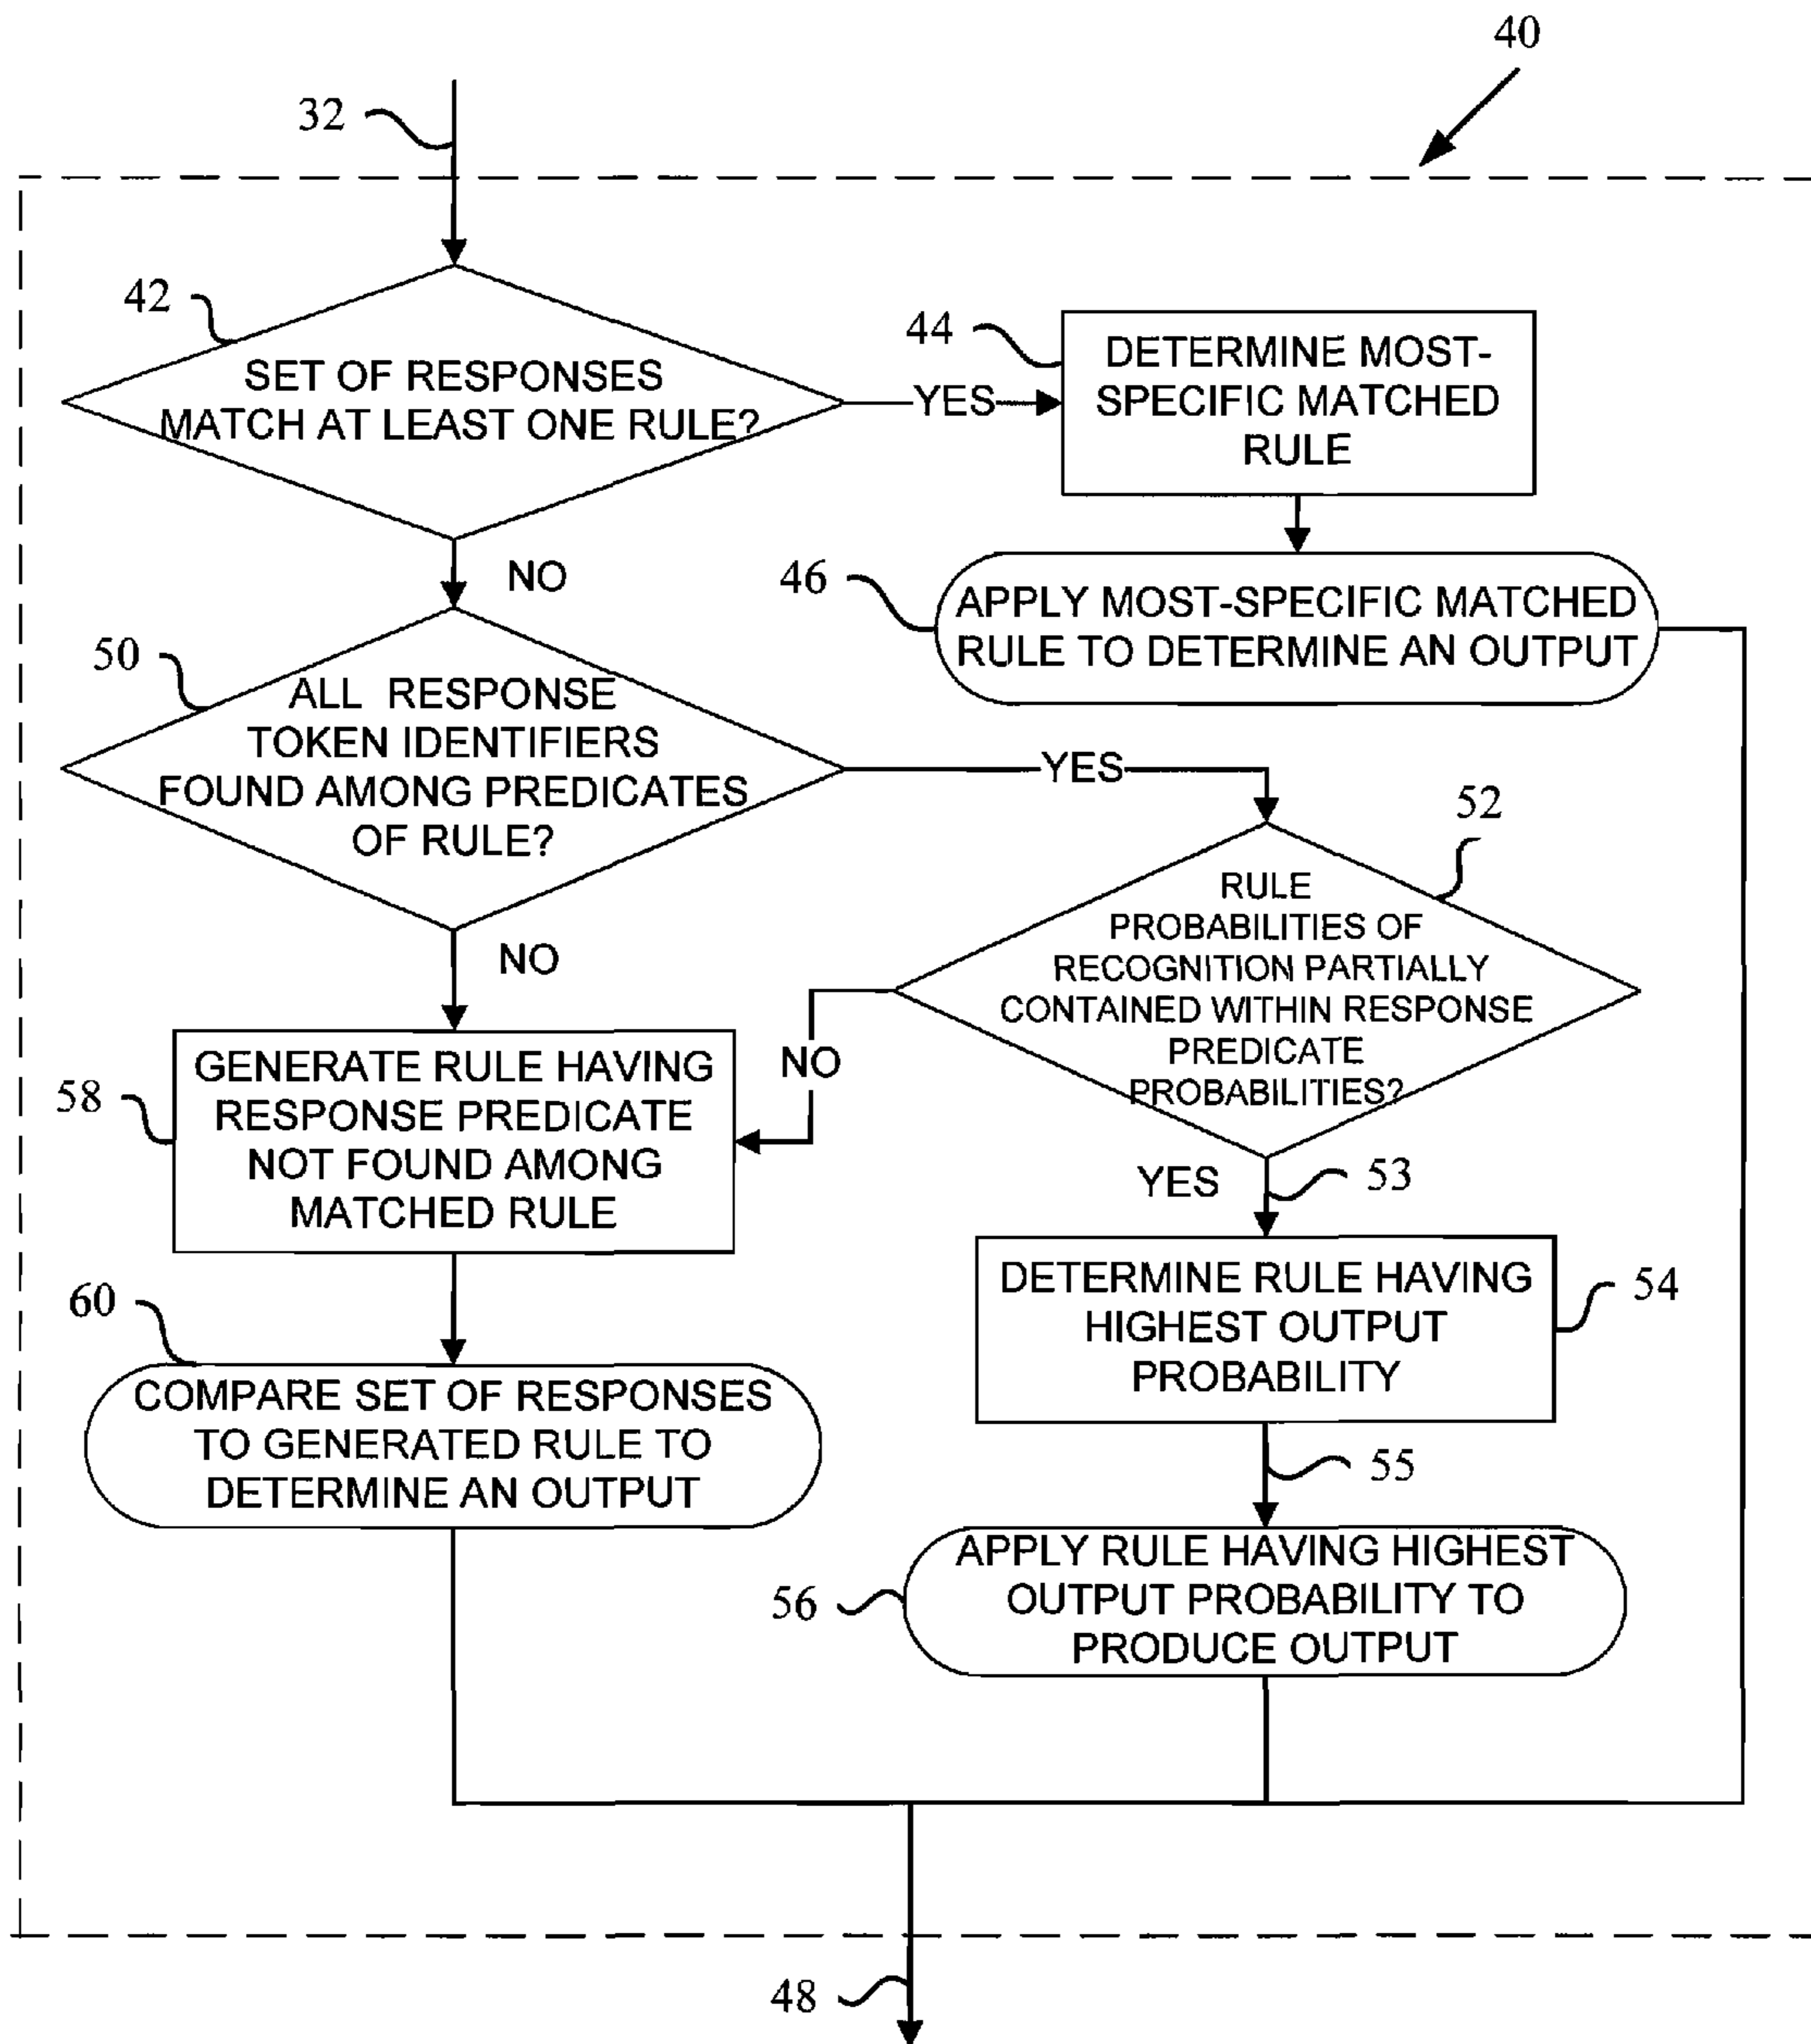 40
32
42
SET OF RESPONSES
MATCH AT LEAST ONE RULE?
YES
44
DETERMINE MOST-
SPECIFIC MATCHED
RULE
NO
46
APPLY MOST-SPECIFIC MATCHED
RULE TO DETERMINE AN OUTPUT
50
ALL RESPONSE
TOKEN IDENTIFIERS
FOUND AMONG PREDICATES
OF RULE?
YES
52
RULE
PROBABILITIES OF
RECOGNITION PARTIALLY
CONTAINED WITHIN RESPONSE
PREDICATE
PROBABILITIES?
NO
NO
58
GENERATE RULE HAVING
RESPONSE PREDICATE
NOT FOUND AMONG
MATCHED RULE
YES
53
DETERMINE RULE HAVING
HIGHEST OUTPUT
PROBABILITY
54
60
COMPARE SET OF RESPONSES
TO GENERATED RULE TO
DETERMINE AN OUTPUT
55
56
APPLY RULE HAVING HIGHEST
OUTPUT PROBABILITY TO
PRODUCE OUTPUT
48